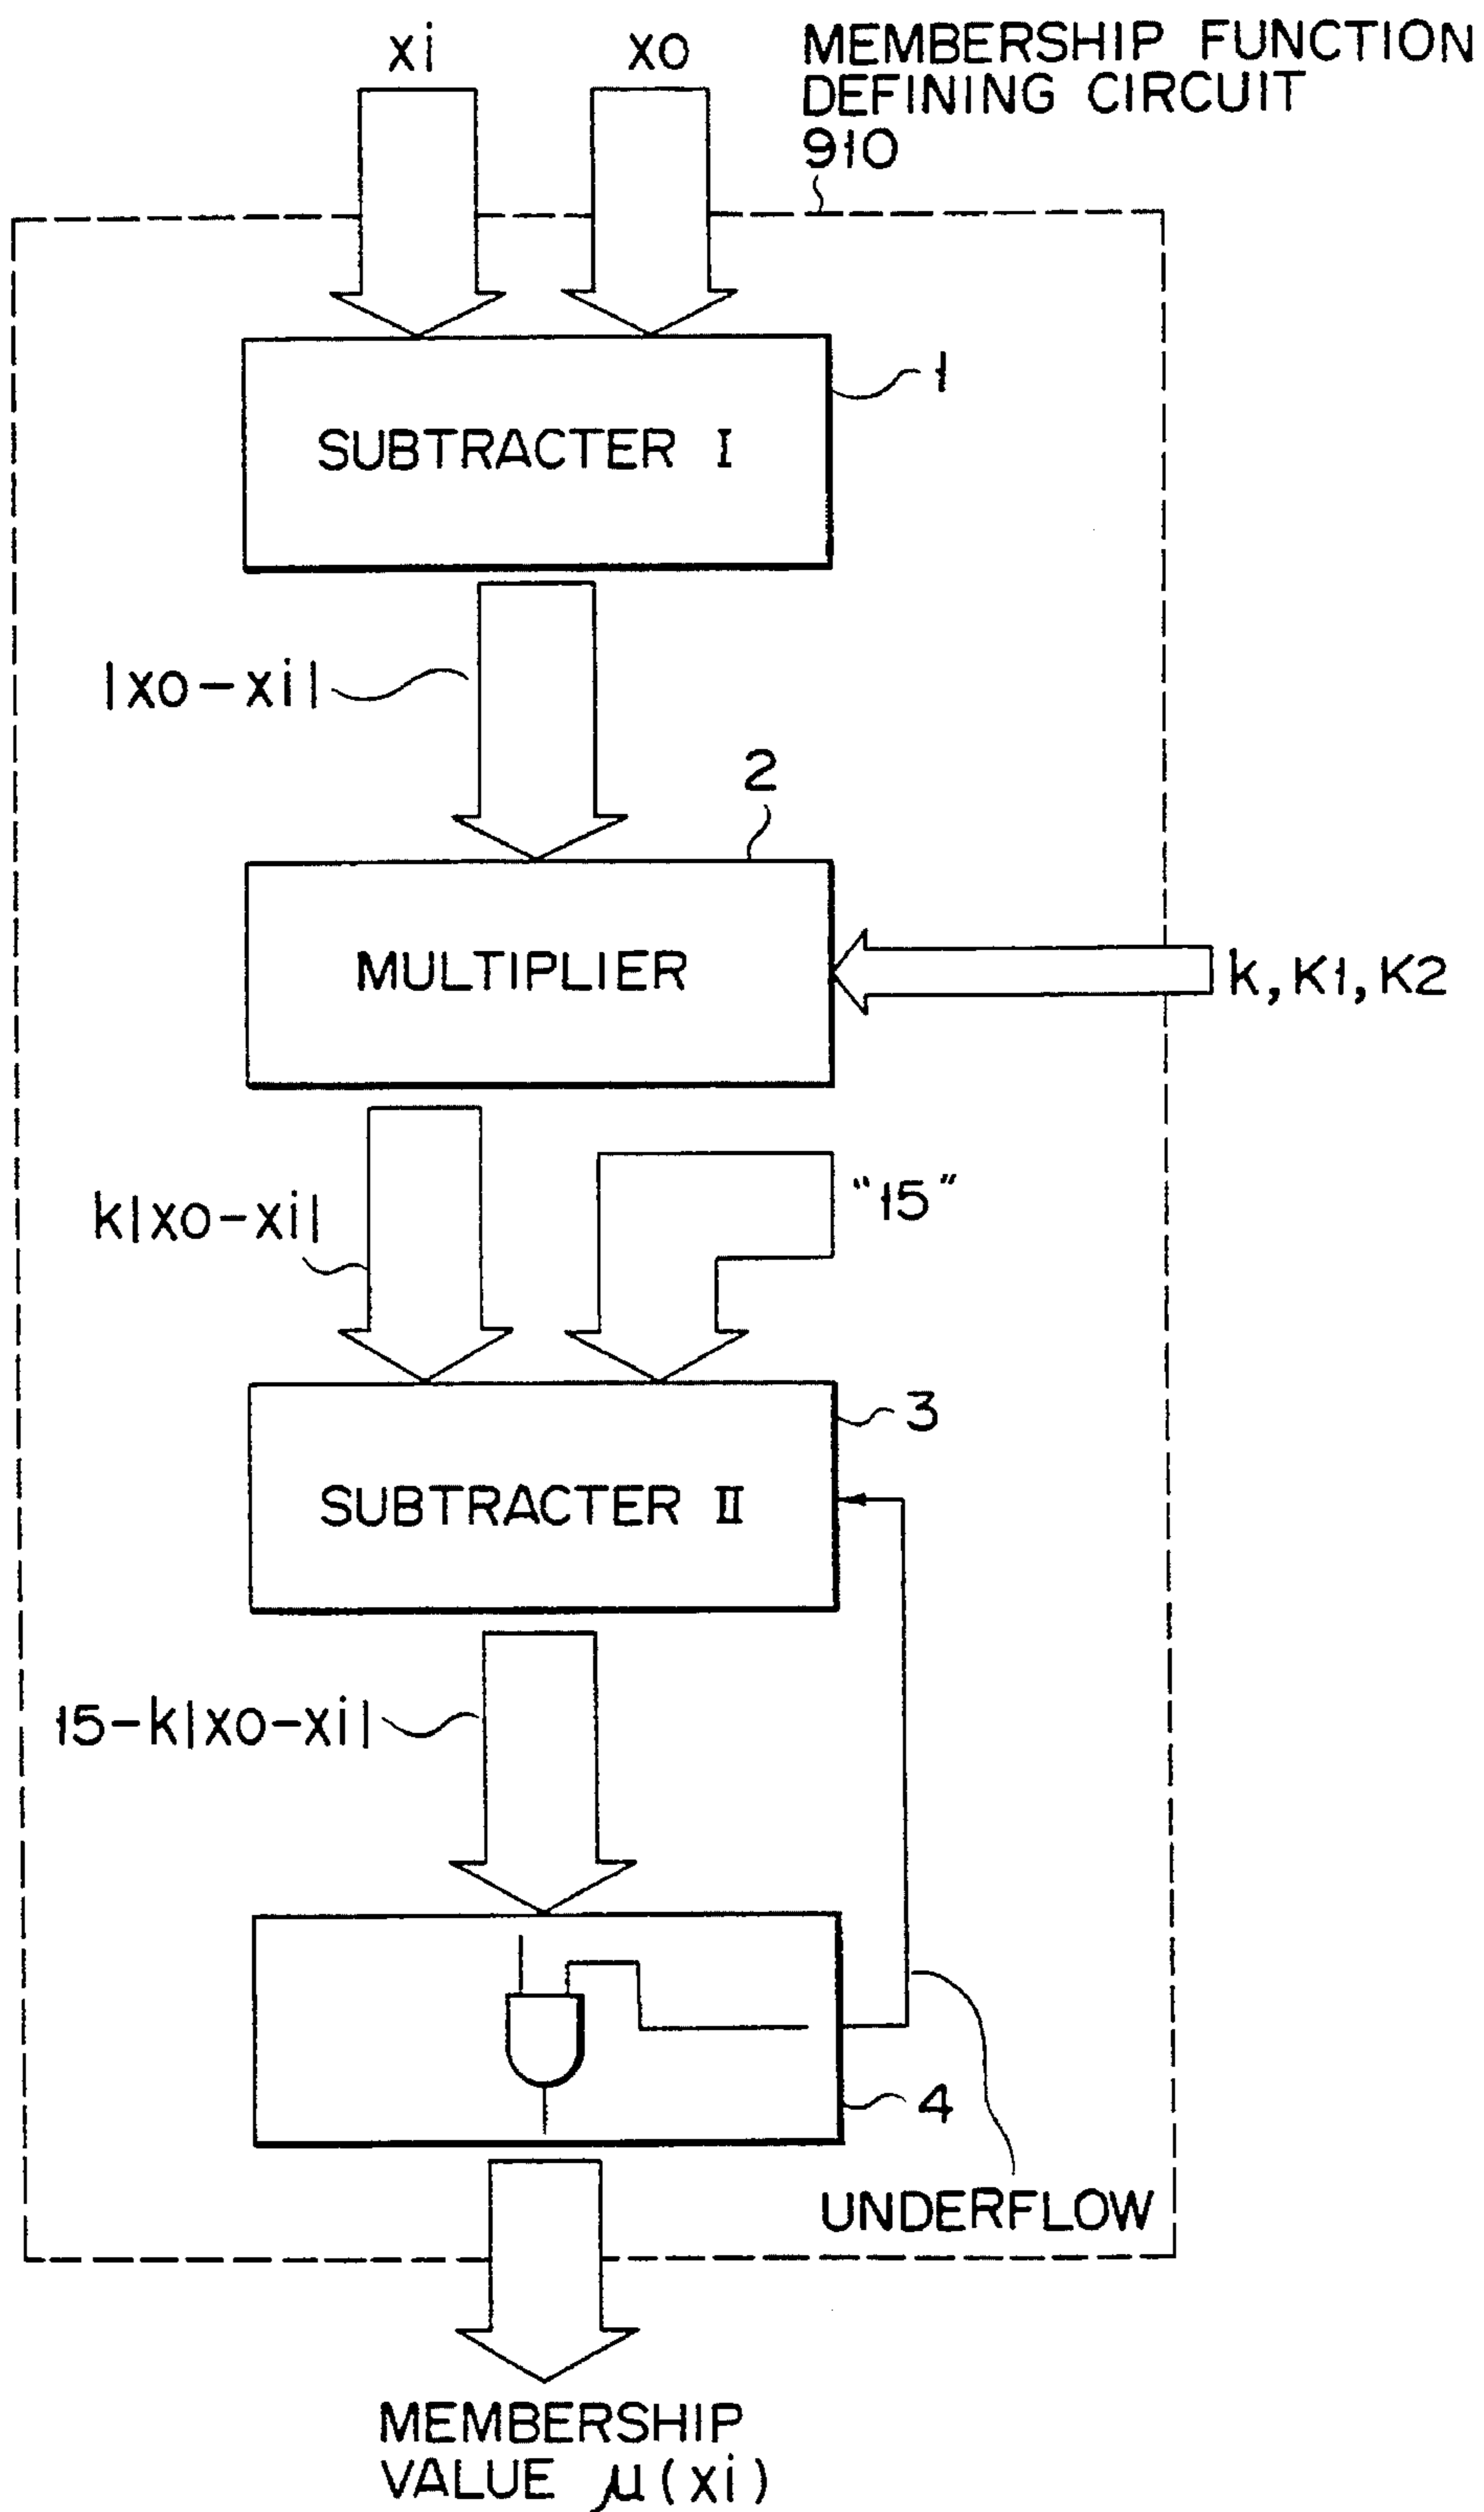 xi
xo
MEMBERSHIP FUNCTION
DEFINING CIRCUIT
910
1
SUBTRACTER I
|xo-xi|
2
MULTIPLIER
k, K1, K2
k|xo-xi|
"15"
3
SUBTRACTER II
15-k|xo-xi|
4
UNDERFLOW
MEMBERSHIP
VALUE μ(xi)